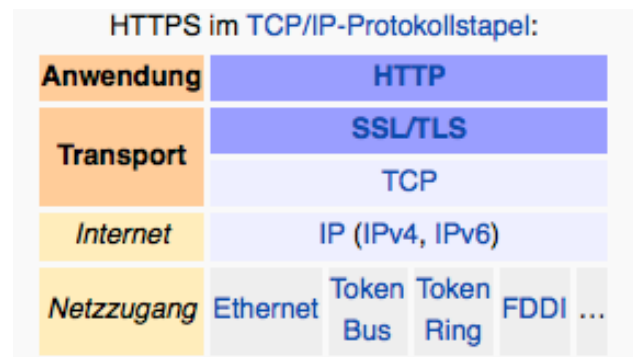 HTTPS im TCP/IP-Protokollstapel:
Anwendung HTTP
Transport SSL/TLS
TCP
Internet IP (IPv4, IPv6)
Netzzugang Ethernet Token Bus Token Ring FDDI …